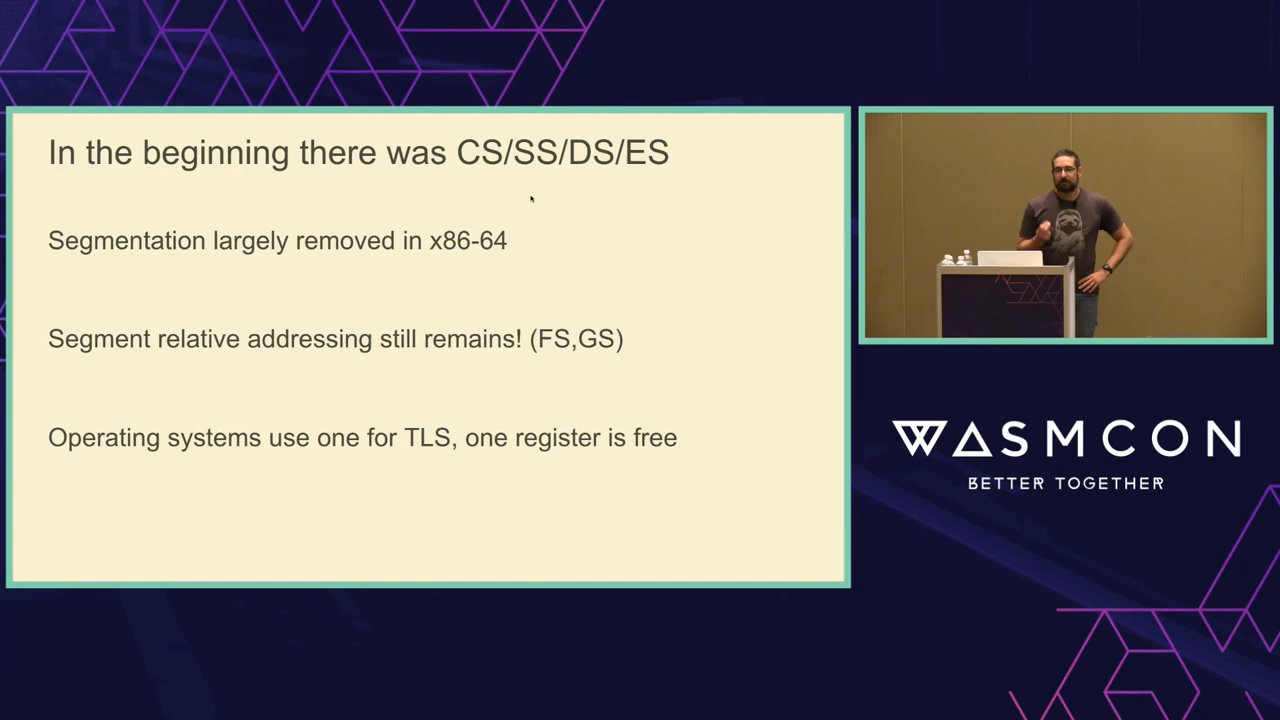 In the beginning there was CS/SS/DS/ES
Segmentation largely removed in x86-64
Segment relative addressing still remains! (FS,GS)
Operating systems use one for TLS, one register is free
WASMCON
BETTER TOGETHER